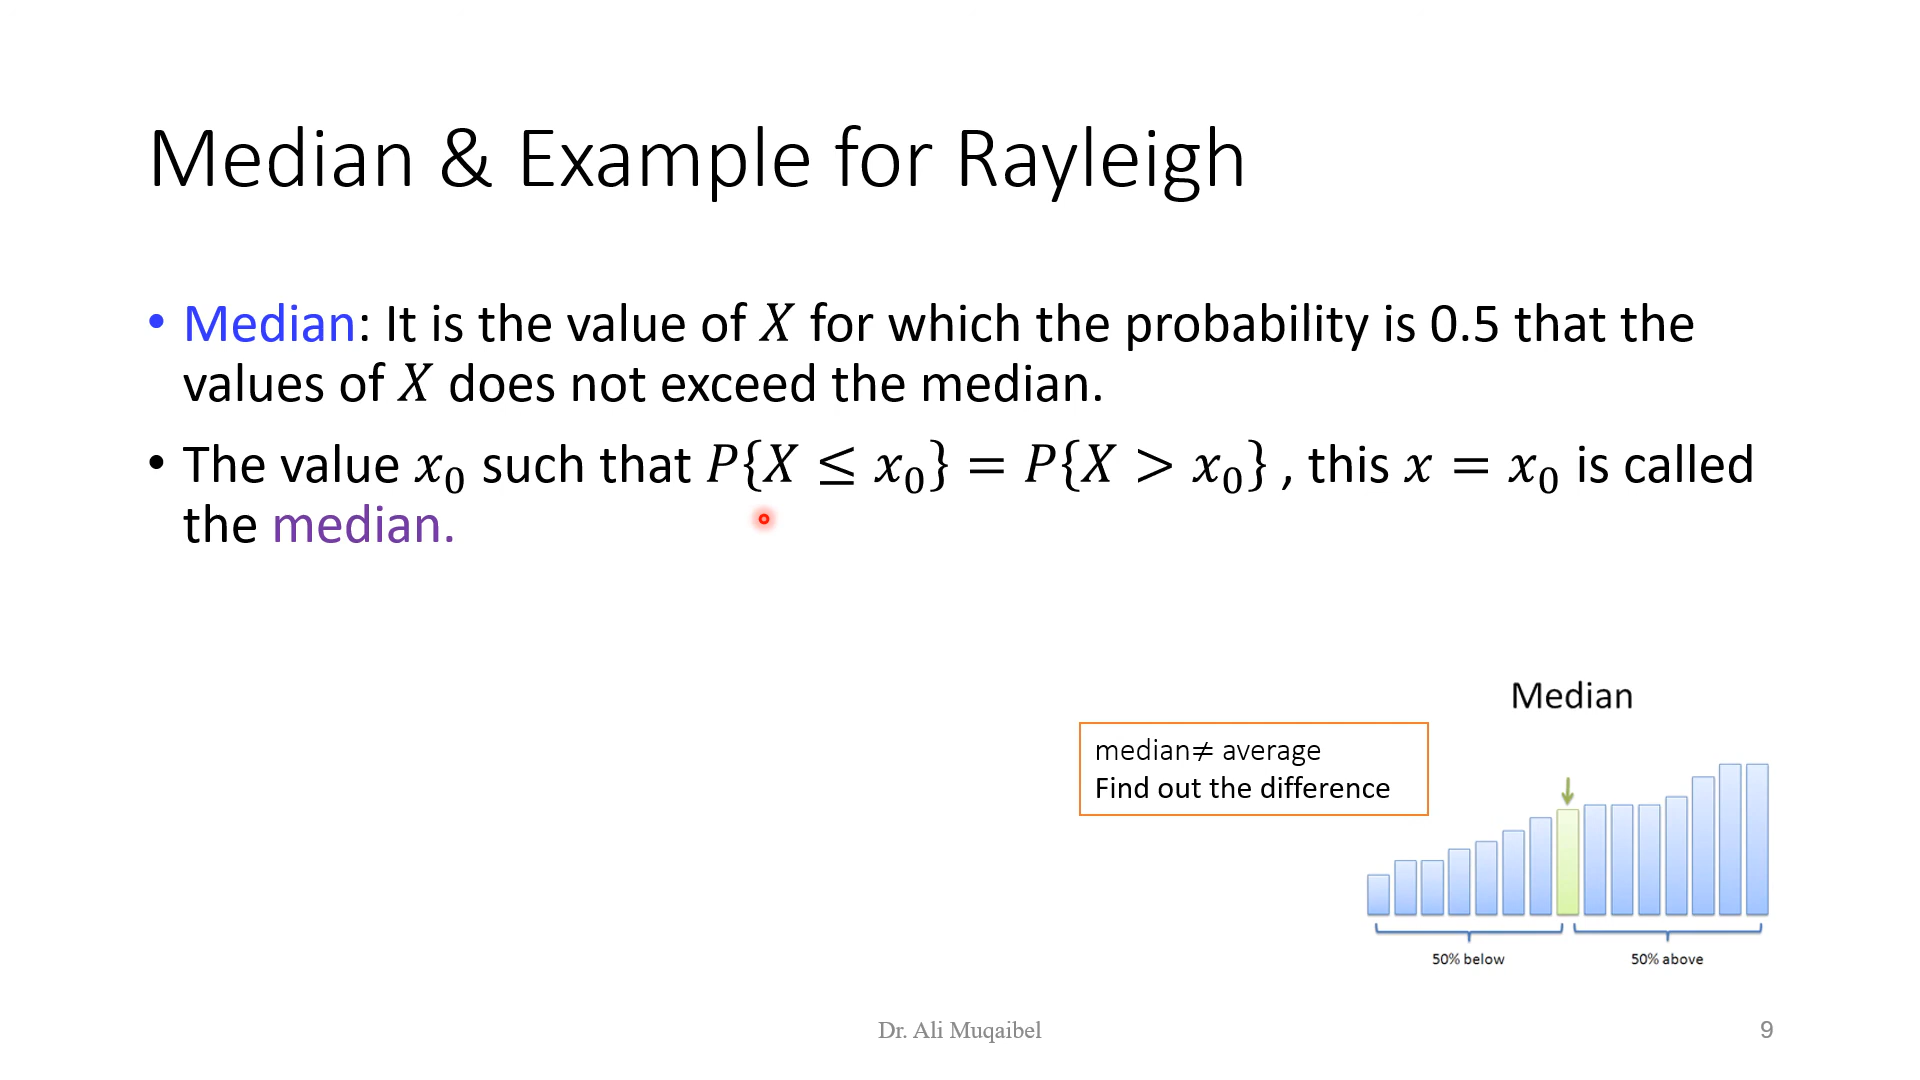 Median & Example for Rayleigh
• Median: It is the value of X for which the probability is 0.5 that the
values of X does not exceed the median.
• The value x₀ such that P{X ≤ x₀} = P{X > x₀} , this x = x₀ is called
the median.
Median
median≠ average
Find out the difference
50% below
50% above
Dr. Ali Muqaibel
9